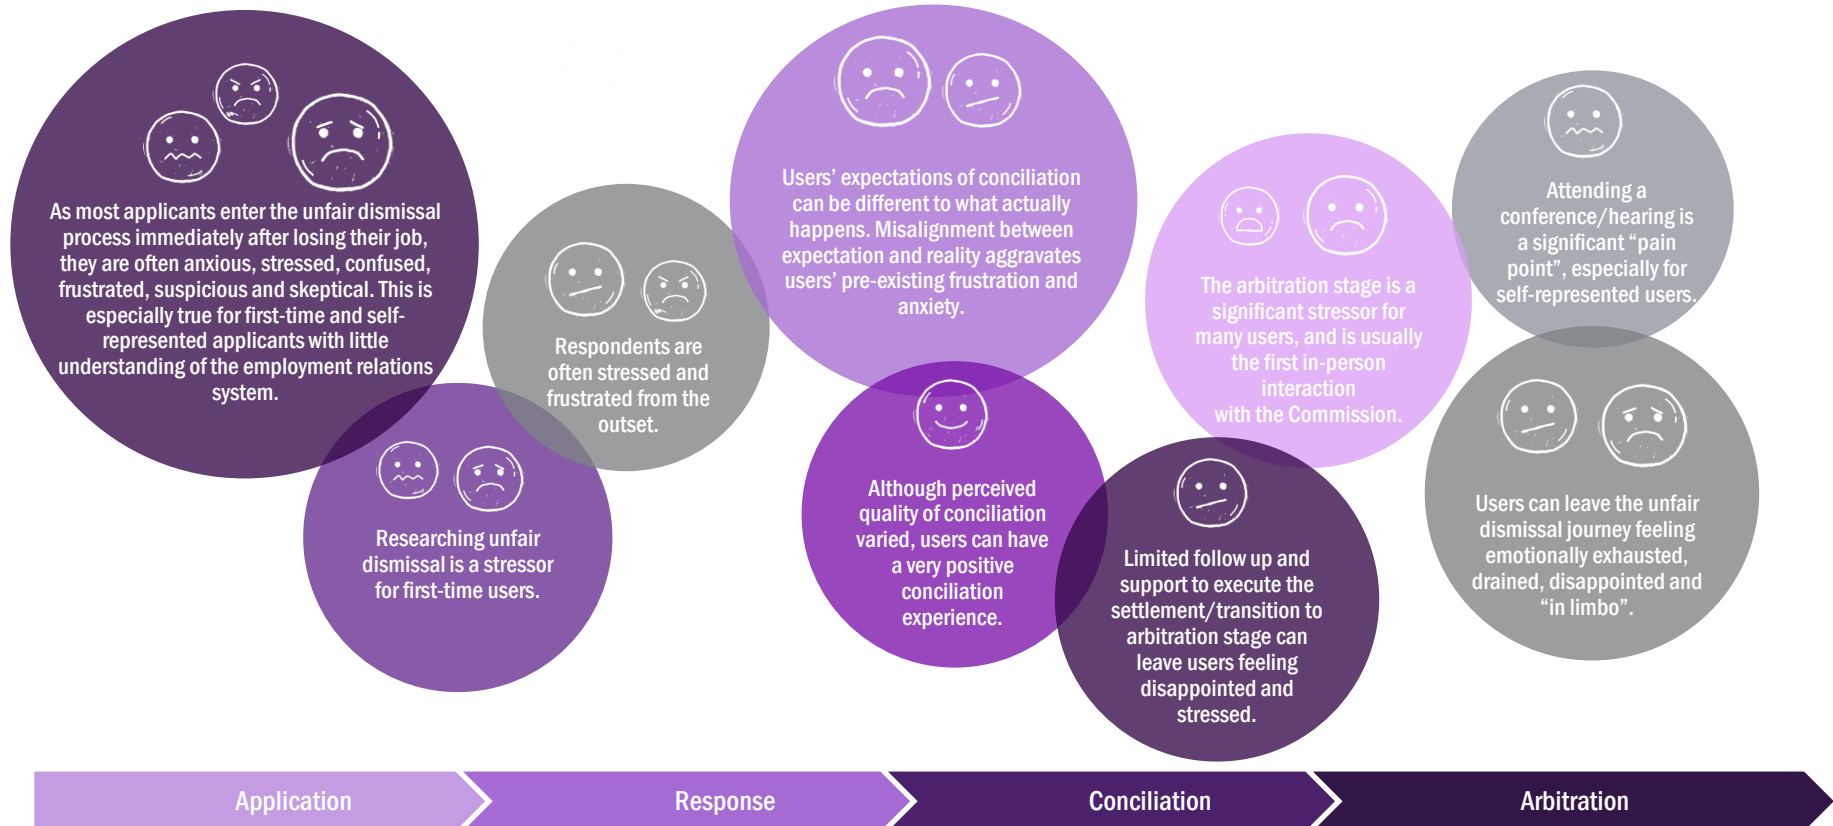 As most applicants enter the unfair dismissal
process immediately after losing their job,
they are often anxious, stressed, confused,
frustrated, suspicious and skeptical. This is
especially true for first-time and self-
represented applicants with little
understanding of the employment relations
system.
Researching unfair
dismissal is a stressor
for first-time users.
Respondents are
often stressed and
frustrated from the
outset.
Users’ expectations of conciliation
can be different to what actually
happens. Misalignment between
expectation and reality aggravates
users’ pre-existing frustration and
anxiety.
Although perceived
quality of conciliation
varied, users can have
a very positive
conciliation
experience.
Limited follow up and
support to execute the
settlement/transition to
arbitration stage can
leave users feeling
disappointed and
stressed.
The arbitration stage is a
significant stressor for
many users, and is usually
the first in-person
interaction
with the Commission.
Attending a
conference/hearing is
a significant “pain
point”, especially for
self-represented users.
Users can leave the unfair
dismissal journey feeling
emotionally exhausted,
drained, disappointed and
“in limbo”.
Application
Response
Conciliation
Arbitration